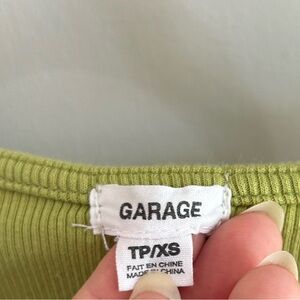 GARAGE
TP/XS
FAIT EN CHINE
MADE IN CHINA